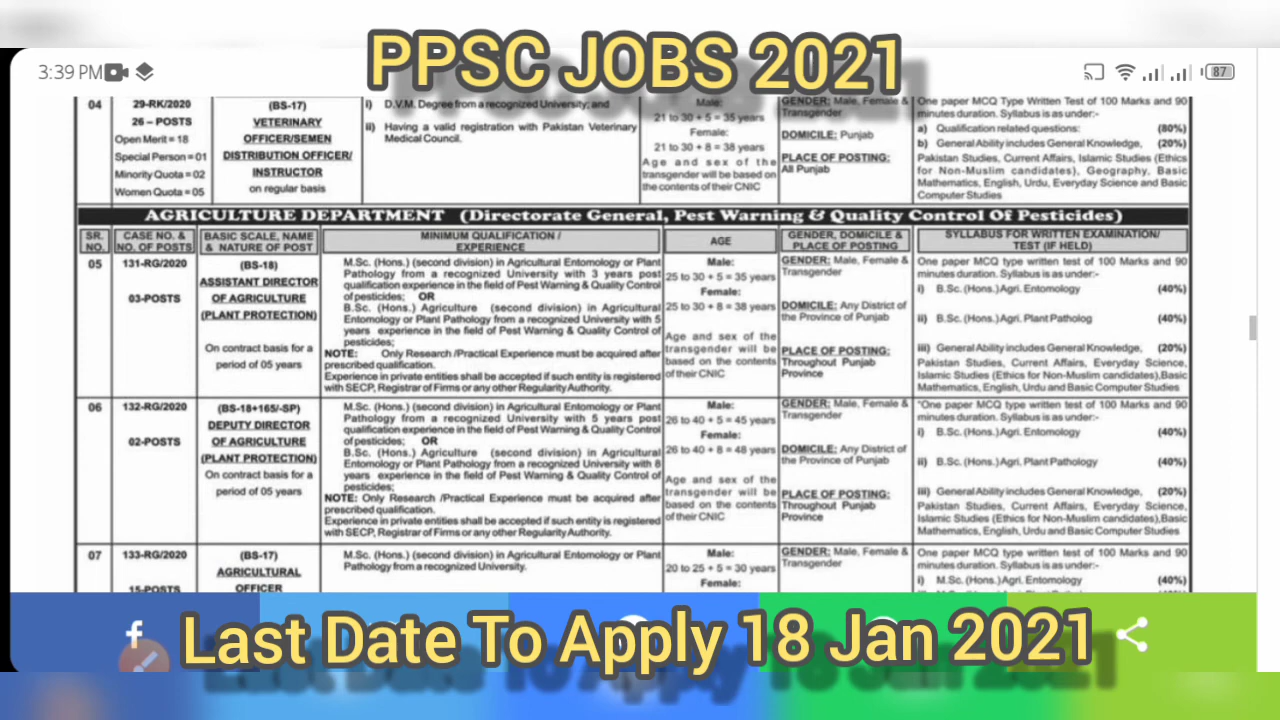 PPSC JOBS 2021
3:39 PM
87
04
29-RK/2020
26 – POSTS
Open Merit = 18
Special Person = 01
Minority Quota = 02
Women Quota = 05
(BS-17)
VETERINARY
OFFICER/SEMEN
DISTRIBUTION OFFICER/
INSTRUCTOR
on regular basis
i) D.V.M. Degree from a recognized University; and
ii) Having a valid registration with Pakistan Veterinary
Medical Council.
Male:
21 to 30 + 5 = 35 years
Female:
21 to 30 + 8 = 38 years
Age and sex of the
transgender will be based on
the contents of their CNIC
GENDER: Male, Female &
Transgender
DOMICILE: Punjab
PLACE OF POSTING:
All Punjab
One paper MCQ Type Written Test of 100 Marks and 90
minutes duration. Syllabus is as under:-
a) Qualification related questions: (80%)
b) General Ability includes General Knowledge, (20%)
Pakistan Studies, Current Affairs, Islamic Studies (Ethics
for Non-Muslim candidates), Geography, Basic
Mathematics, English, Urdu, Everyday Science and Basic
Computer Studies
AGRICULTURE DEPARTMENT (Directorate General, Pest Warning & Quality Control Of Pesticides)
SR.
NO.
CASE NO. &
NO. OF POSTS
BASIC SCALE, NAME
& NATURE OF POST
MINIMUM QUALIFICATION /
EXPERIENCE
AGE
GENDER, DOMICILE &
PLACE OF POSTING
SYLLABUS FOR WRITTEN EXAMINATION/
TEST (IF HELD)
05
131-RG/2020
03-POSTS
(BS-18)
ASSISTANT DIRECTOR
OF AGRICULTURE
(PLANT PROTECTION)
On contract basis for a
period of 05 years
M.Sc. (Hons.) (second division) in Agricultural Entomology or Plant
Pathology from a recognized University with 3 years post
qualification experience in the field of Pest Warning & Quality Control
of pesticides; OR
B.Sc. (Hons.) Agriculture (second division) in Agricultural
Entomology or Plant Pathology from a recognized University with 5
years experience in the field of Pest Warning & Quality Control of
pesticides;
NOTE: Only Research /Practical Experience must be acquired after
prescribed qualification.
Experience in private entities shall be accepted if such entity is registered
with SECP, Registrar of Firms or any other Regularity Authority.
Male:
25 to 30 + 5 = 35 years
Female:
25 to 30 + 8 = 38 years
Age and sex of the
transgender will be
based on the contents
of their CNIC
GENDER: Male, Female &
Transgender
DOMICILE: Any District of
the Province of Punjab
PLACE OF POSTING:
Throughout Punjab
Province
One paper MCQ type written test of 100 Marks and 90
minutes duration. Syllabus is as under:-
i) B.Sc. (Hons.) Agri. Entomology (40%)
ii) B.Sc. (Hons.) Agri. Plant Patholog (40%)
iii) General Ability includes General Knowledge, (20%)
Pakistan Studies, Current Affairs, Everyday Science,
Islamic Studies (Ethics for Non-Muslim candidates),Basic
Mathematics, English, Urdu and Basic Computer Studies
06
132-RG/2020
02-POSTS
(BS-18+165/-SP)
DEPUTY DIRECTOR
OF AGRICULTURE
(PLANT PROTECTION)
On contract basis for a
period of 05 years
M.Sc. (Hons.) (second division) in Agricultural Entomology or Plant
Pathology from a recognized University with 5 years post
qualification experience in the field of Pest Warning & Quality Control
of pesticides; OR
B.Sc. (Hons.) Agriculture (second division) in Agricultural
Entomology or Plant Pathology from a recognized University with 8
years experience in the field of Pest Warning & Quality Control of
pesticides;
NOTE: Only Research /Practical Experience must be acquired after
prescribed qualification.
Experience in private entities shall be accepted if such entity is registered
with SECP, Registrar of Firms or any other Regularity Authority.
Male:
26 to 40 + 5 = 45 years
Female:
26 to 40 + 8 = 48 years
Age and sex of the
transgender will be
based on the contents
of their CNIC
GENDER: Male, Female &
Transgender
DOMICILE: Any District of
the Province of Punjab
PLACE OF POSTING:
Throughout Punjab
Province
"One paper MCQ type written test of 100 Marks and 90
minutes duration. Syllabus is as under:-
i) B.Sc. (Hons.) Agri. Entomology (40%)
ii) B.Sc. (Hons.) Agri. Plant Pathology (40%)
iii) General Ability includes General Knowledge, (20%)
Pakistan Studies, Current Affairs, Everyday Science,
Islamic Studies (Ethics for Non-Muslim candidates),Basic
Mathematics, English, Urdu and Basic Computer Studies
07
133-RG/2020
15-POSTS
(BS-17)
AGRICULTURAL
OFFICER
M.Sc. (Hons.) (second division) in Agricultural Entomology or Plant
Pathology from a recognized University.
Male:
20 to 25 + 5 = 30 years
Female:
GENDER: Male, Female &
Transgender
One paper MCQ type written test of 100 Marks and 90
minutes duration. Syllabus is as under:-
i) M.Sc. (Hons.) Agri. Entomology (40%)
Last Date To Apply 18 Jan 2021